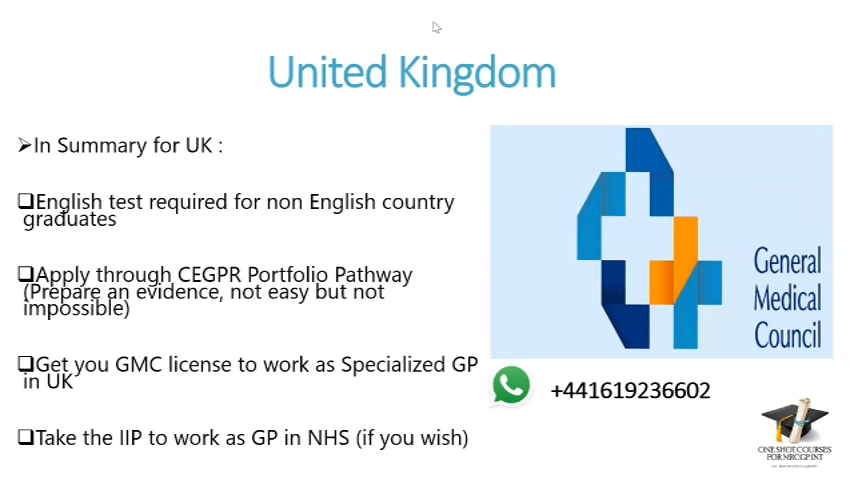 United Kingdom
➢In Summary for UK :
❑English test required for non English country
graduates
❑Apply through CEGPR Portfolio Pathway
(Prepare an evidence, not easy but not
impossible)
❑Get you GMC license to work as Specialized GP
in UK
❑Take the IIP to work as GP in NHS (if you wish)
General
Medical
Council
+441619236602
ONE SHOT COURSES
FOR MRCGP INT